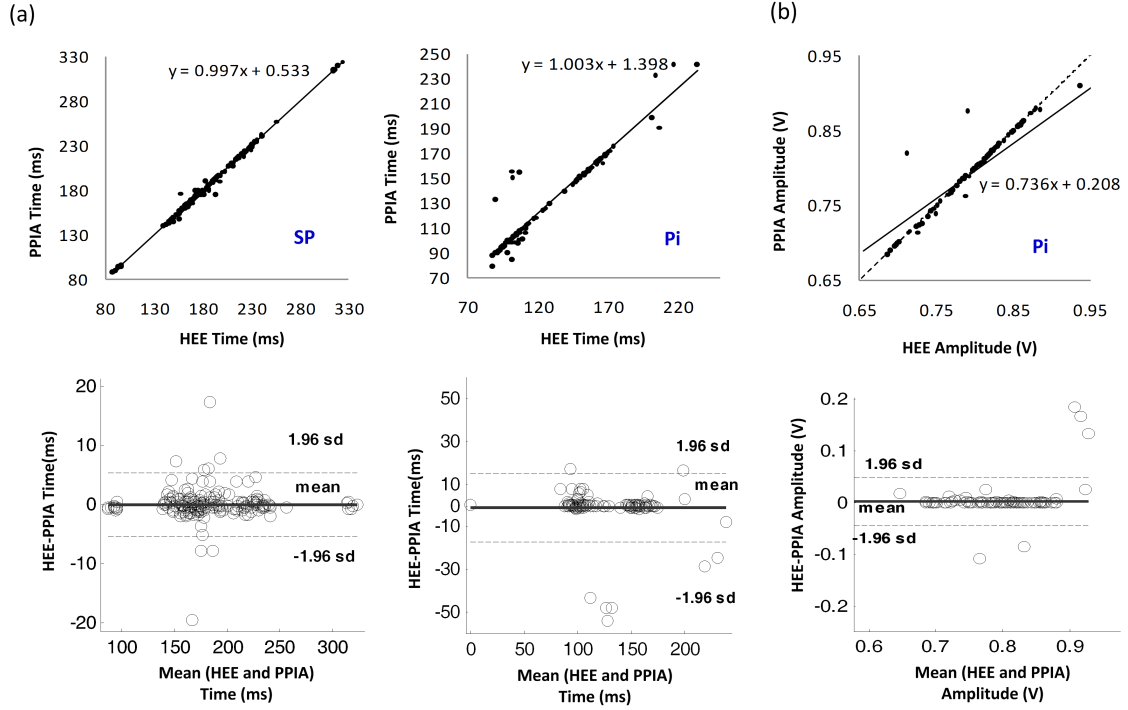 (a)
(b)
330
280
230
180
130
80
y = 0.997x + 0.533
SP
80 130 180 230 280 330
PPIA Time (ms)
HEE Time (ms)
250
230
210
190
170
150
130
110
90
70
y = 1.003x + 1.398
Pi
70 120 170 220
PPIA Time (ms)
HEE Time (ms)
0.95
0.85
0.75
0.65
y = 0.736x + 0.208
Pi
0.65 0.75 0.85 0.95
PPIA Amplitude (V)
HEE Amplitude (V)
20
10
0
-10
-20
1.96 sd
mean
-1.96 sd
100 150 200 250 300
HEE-PPIA Time(ms)
Mean (HEE and PPIA)
Time (ms)
50
30
10
0
-10
-30
-50
1.96 sd
mean
-1.96 sd
0 50 100 150 200
HEE-PPIA Time(ms)
Mean (HEE and PPIA)
Time (ms)
0.2
0.1
0
-0.1
-0.2
1.96 sd
mean
-1.96 sd
0.6 0.7 0.8 0.9
HEE-PPIA Amplitude (V)
Mean (HEE and PPIA)
Amplitude (V)